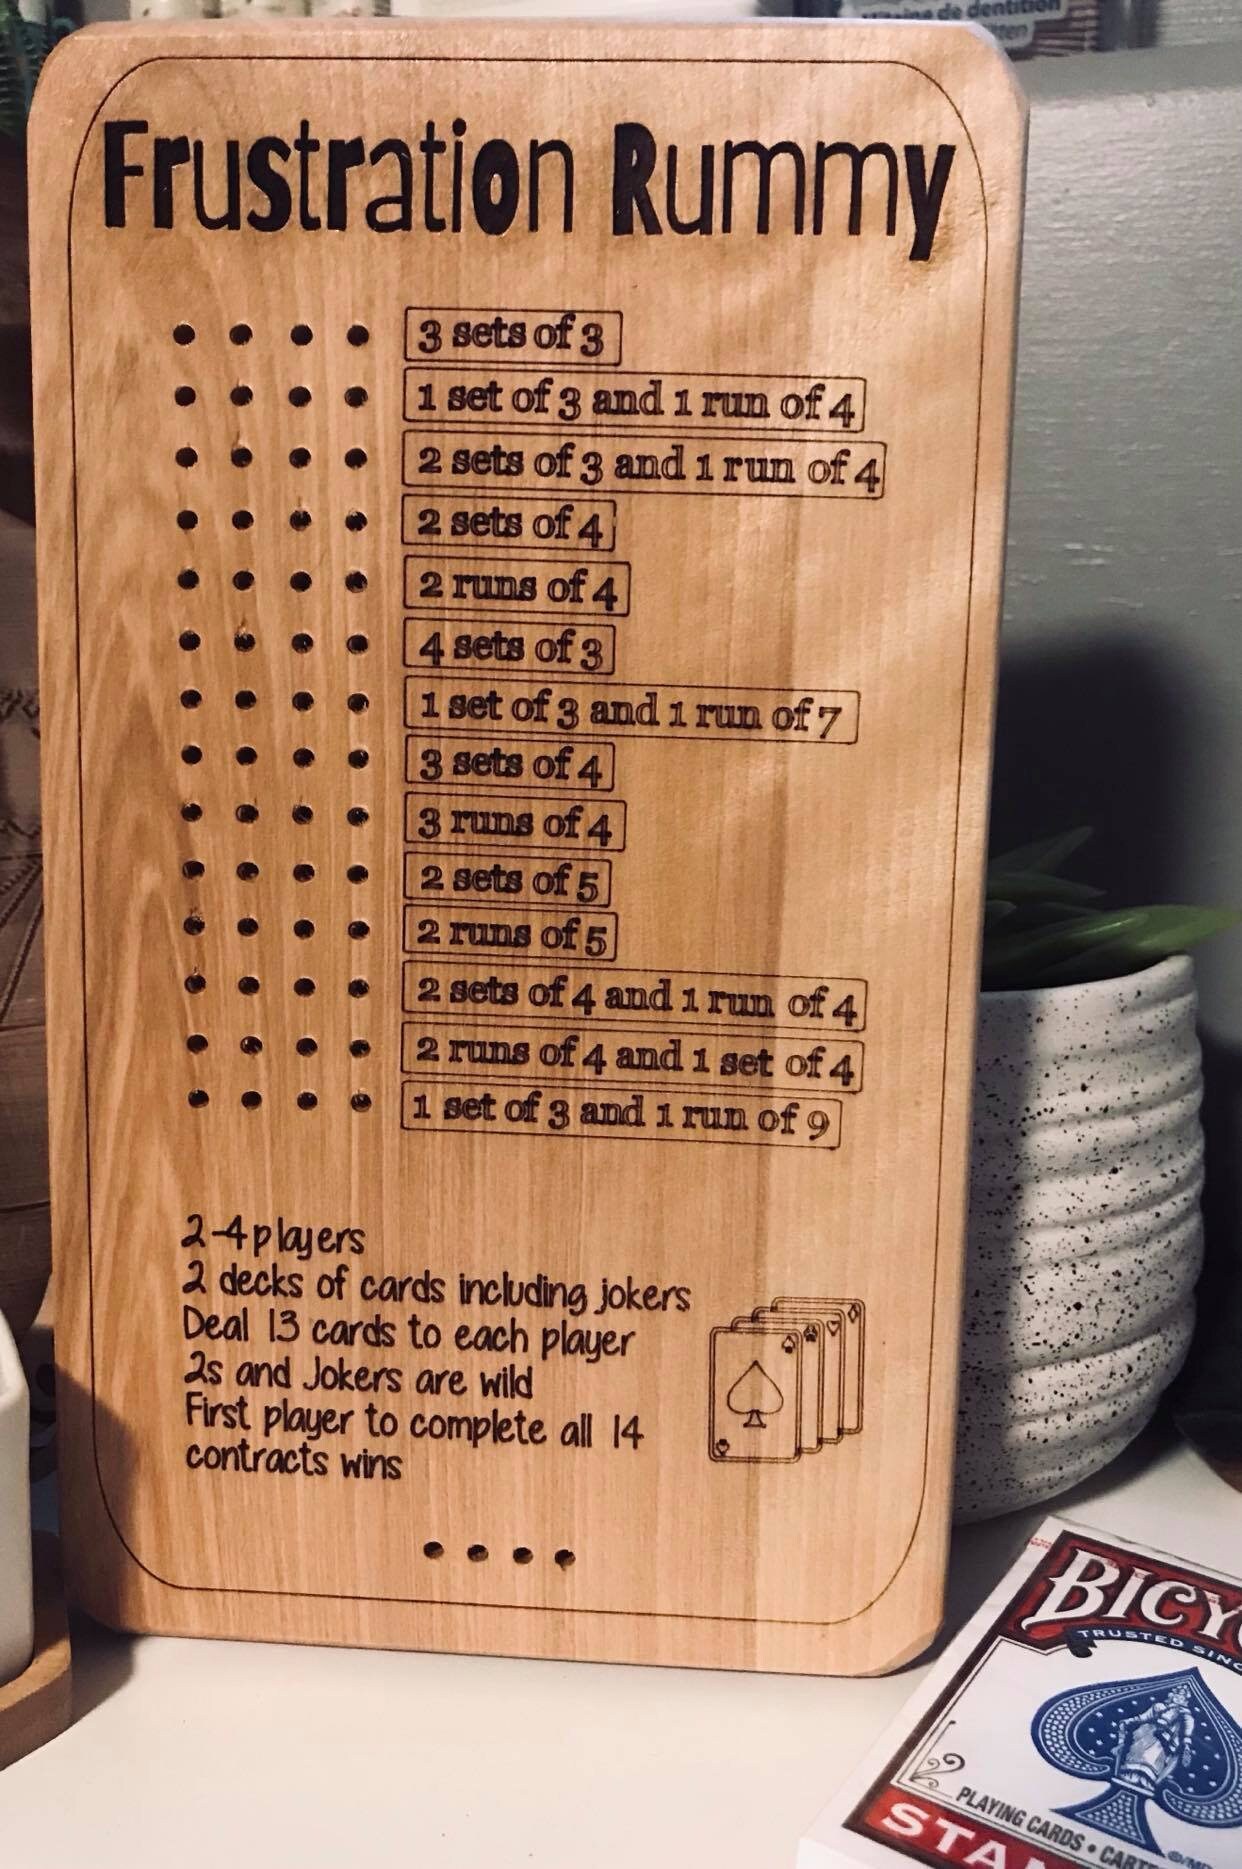 de dentition
Frustration Rummy
3 sets of 3
1 set of 3 and 1 run of 4
2 sets of 3 and 1 run of 4
2 sets of 4
2 runs of 4
4 sets of 3
1 set of 3 and 1 run of 7
3 sets of 4
3 runs of 4
2 sets of 5
2 runs of 5
2 sets of 4 and 1 run of 4
2 runs of 4 and 1 set of 4
1 set of 3 and 1 run of 9
2-4 players
2 decks of cards including jokers
Deal 13 cards to each player
2s and Jokers are wild
First player to complete all 14
contracts wins
BICY
TRUSTED SINC
PLAYING CARDS • CART
STA